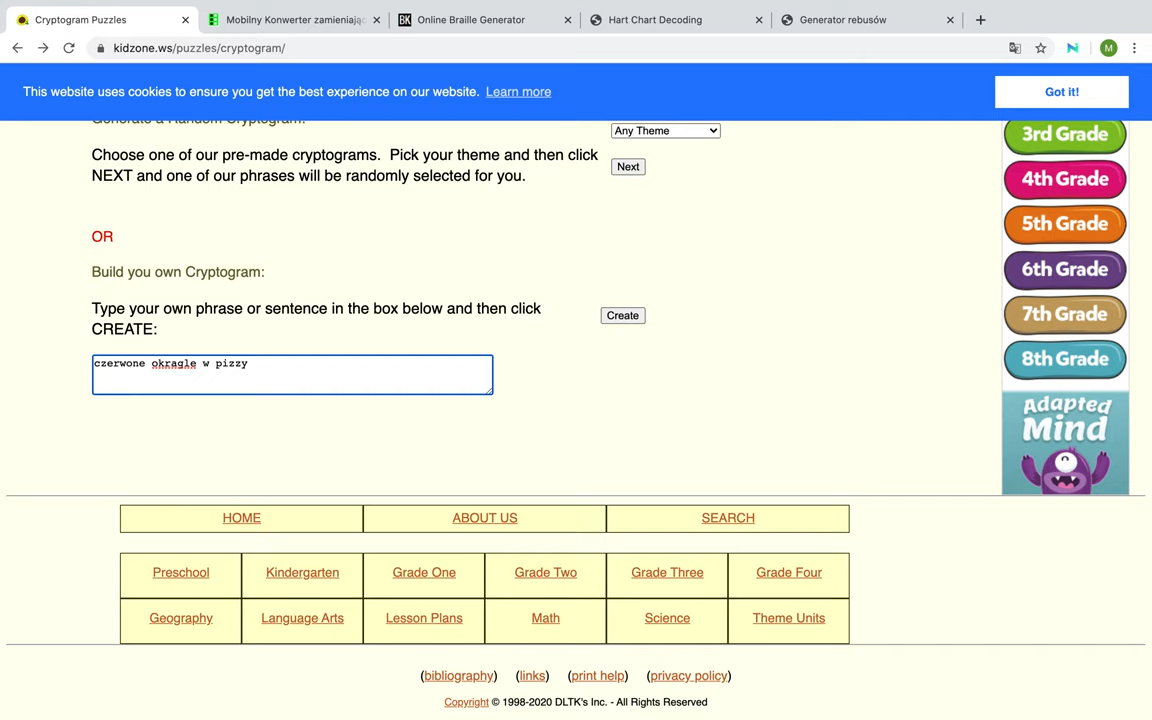 Cryptogram Puzzles
Mobilny Konwerter zamieniając
BK Online Braille Generator
Hart Chart Decoding
Generator rebusów
kidzone.ws/puzzles/cryptogram/
M
This website uses cookies to ensure you get the best experience on our website. Learn more
Got it!
Generate a Random Cryptogram:
Any Theme
Choose one of our pre-made cryptograms. Pick your theme and then click
NEXT and one of our phrases will be randomly selected for you.
Next
OR
Build you own Cryptogram:
Type your own phrase or sentence in the box below and then click
CREATE:
Create
czerwone okragle w pizzy
3rd Grade
4th Grade
5th Grade
6th Grade
7th Grade
8th Grade
Adapted
Mind
HOME ABOUT US SEARCH
Preschool Kindergarten Grade One Grade Two Grade Three Grade Four
Geography Language Arts Lesson Plans Math Science Theme Units
(bibliography) (links) (print help) (privacy policy)
Copyright © 1998-2020 DLTK's Inc. - All Rights Reserved